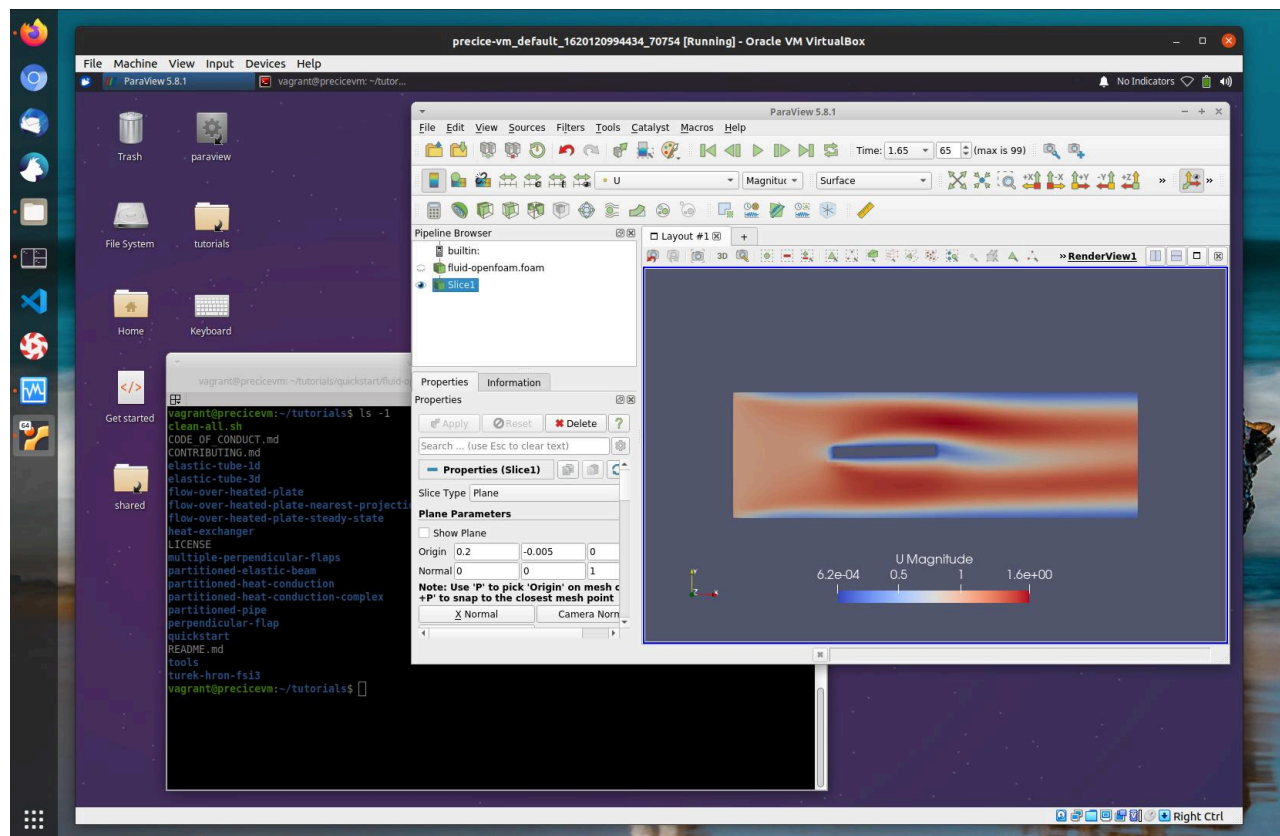 precice-vm_default_1620120994434_70754 [Running] - Oracle VM VirtualBox
File Machine View Input Devices Help
ParaView 5.8.1
vagrant@precicevm: ~/tutor...
No Indicators
Trash
paraview
File System
tutorials
Home
Keyboard
Get started
shared
64
ParaView 5.8.1
File Edit View Sources Filters Tools Catalyst Macros Help
Time: 1.65 65 (max is 99)
U Magnituc Surface
+X -X +Y -Y +Z » »
Pipeline Browser
builtin:
fluid-openfoam.foam
Slice1
Layout #1 +
3D » RenderView1
Properties Information
Properties
Apply Reset Delete ?
Search ... (use Esc to clear text)
Properties (Slice1)
Slice Type Plane
Plane Parameters
Show Plane
Origin 0.2 -0.005 0
Normal 0 0 1
Note: Use 'P' to pick 'Origin' on mesh c
+P' to snap to the closest mesh point
X Normal Camera Norn
U Magnitude
6.2e-04 0.5 1 1.6e+00
Y
Z X
vagrant@precicevm: ~/tutorials/quickstart/fluid-o
vagrant@precicevm:~/tutorials$ ls -1
clean-all.sh
CODE_OF_CONDUCT.md
CONTRIBUTING.md
elastic-tube-1d
elastic-tube-3d
flow-over-heated-plate
flow-over-heated-plate-nearest-projecti
flow-over-heated-plate-steady-state
heat-exchanger
LICENSE
multiple-perpendicular-flaps
partitioned-elastic-beam
partitioned-heat-conduction
partitioned-heat-conduction-complex
partitioned-pipe
perpendicular-flap
quickstart
README.md
tools
turek-hron-fsi3
vagrant@precicevm:~/tutorials$
Right Ctrl